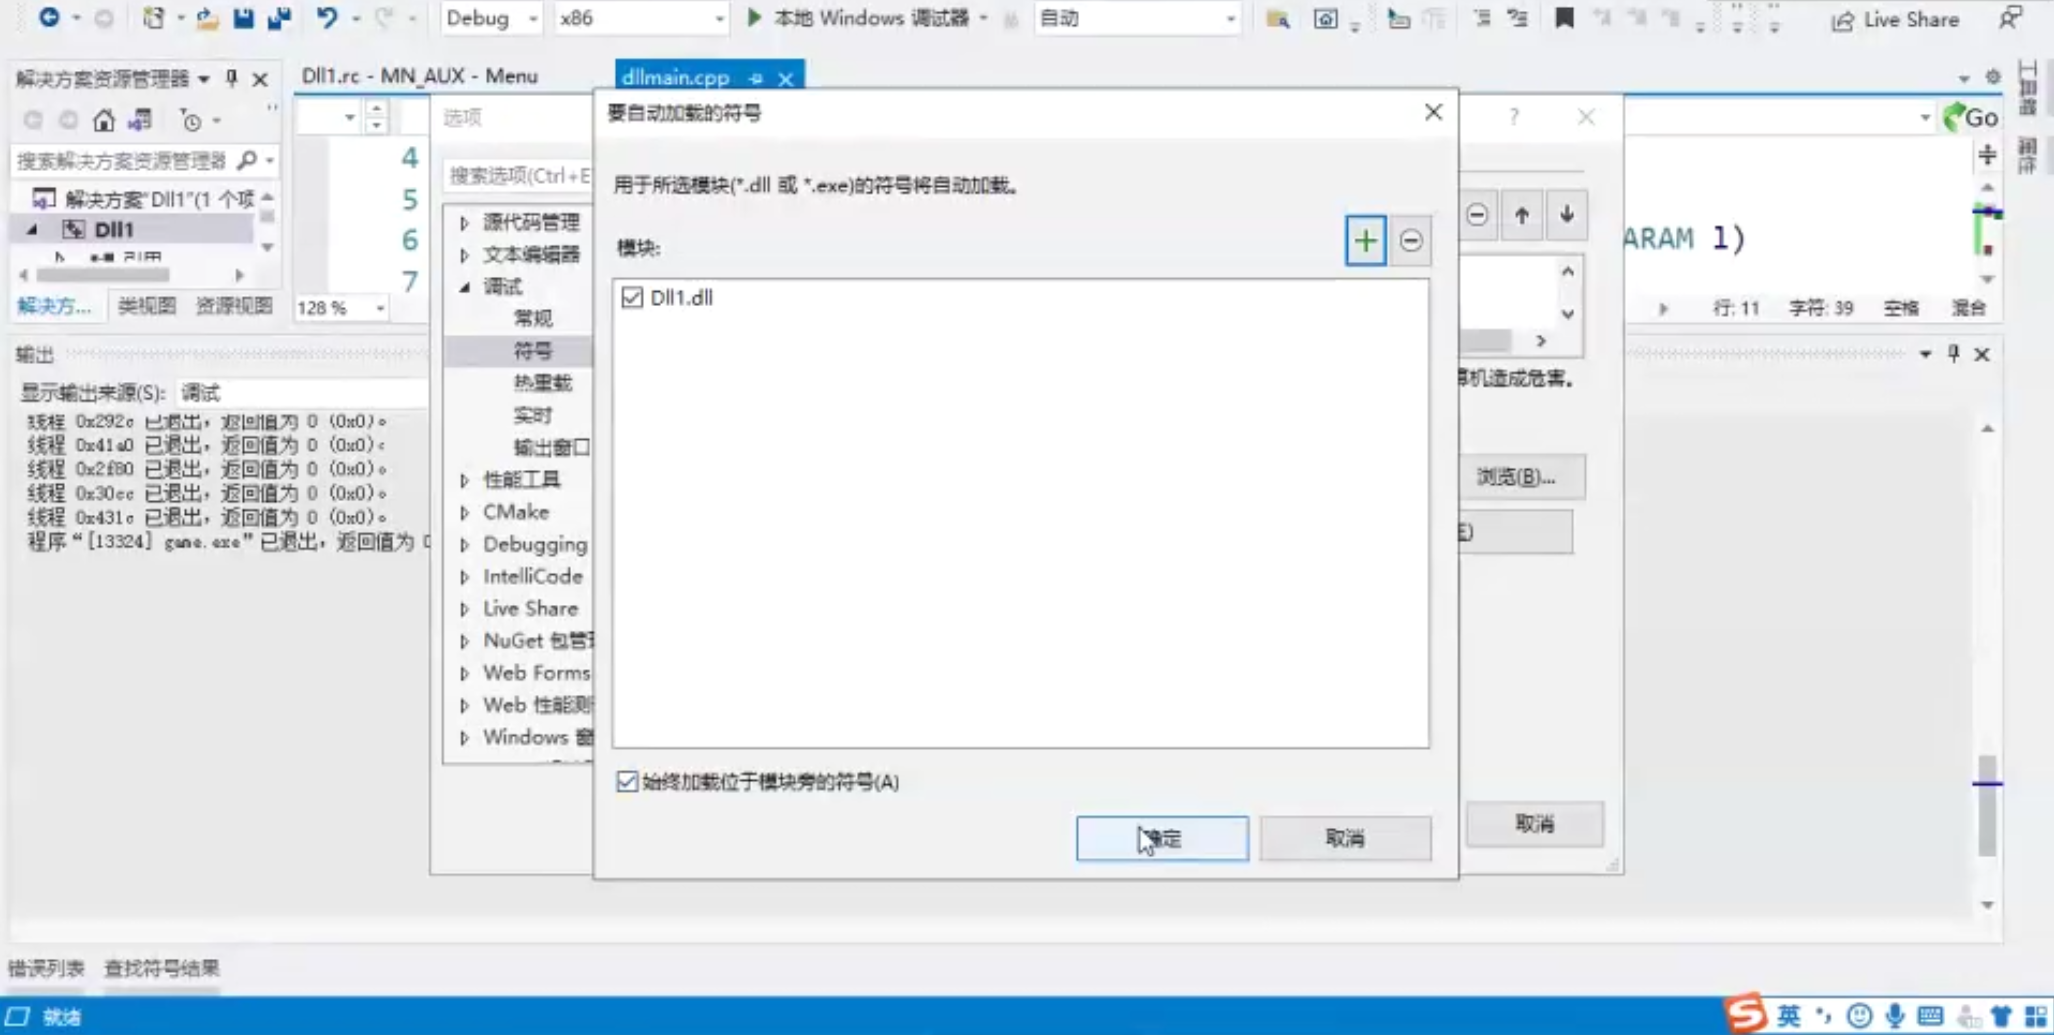 Debug x86 本地 Windows 调试器 自动 Live Share
解决方案资源管理器 Dll1.rc - MN_AUX - Menu dllmain.cpp
搜索解决方案资源管理器
解决方案"Dll1"(1 个项
Dll1
引用
解决方... 类视图 资源视图
4
5
6
7
128 %
Go
ARAM l)
行: 11 字符: 39 空格 混合
选项 ?
搜索选项(Ctrl+E
源代码管理
文本编辑器
调试
常规
符号
热重载
实时
输出窗口
性能工具
CMake
Debugging
IntelliCode
Live Share
NuGet 包管理
Web Forms
Web 性能测
Windows 窗
算机造成危害。
浏览(B)...
E)
取消
要自动加载的符号
用于所选模块(*.dll 或 *.exe)的符号将自动加载。
模块:
Dll1.dll
始终加载位于模块旁的符号(A)
确定 取消
输出
显示输出来源(S): 调试
线程 0x292c 已退出，返回值为 0 (0x0)。
线程 0x41a0 已退出，返回值为 0 (0x0)。
线程 0x2f80 已退出，返回值为 0 (0x0)。
线程 0x30cc 已退出，返回值为 0 (0x0)。
线程 0x431c 已退出，返回值为 0 (0x0)。
程序“[13324] game.exe”已退出，返回值为 0
错误列表 查找符号结果
就绪
英